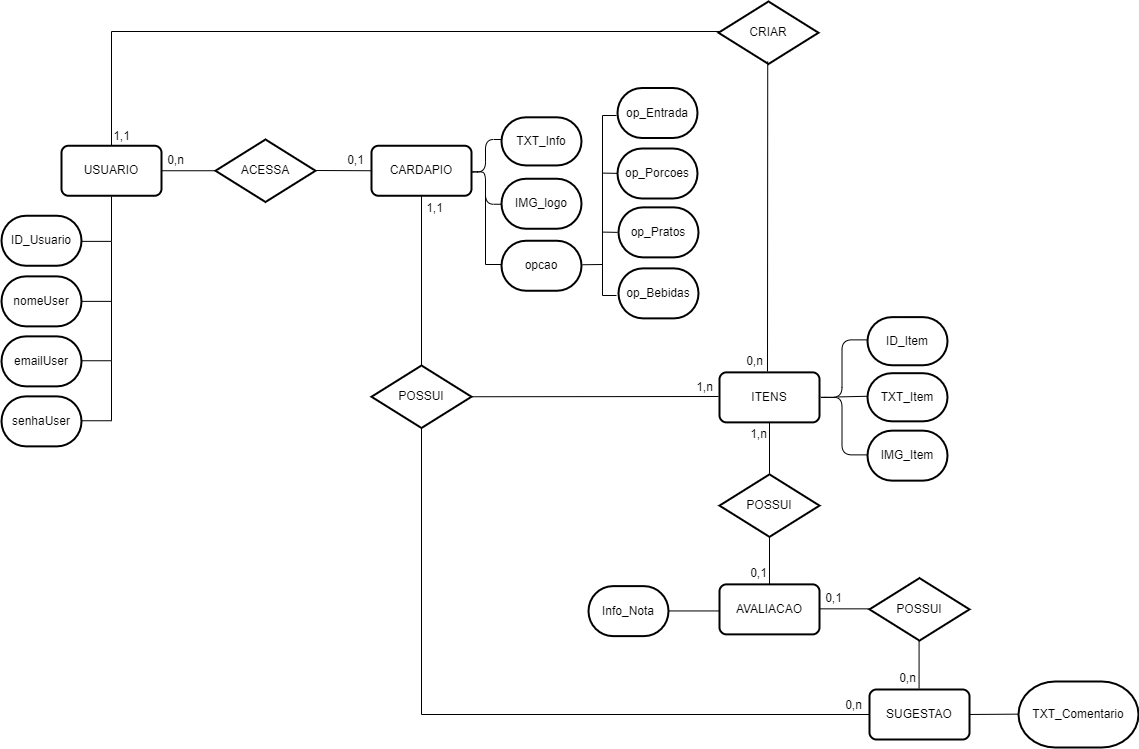 CRIAR
1,1
USUARIO
0,n
ACESSA
0,1
CARDAPIO
1,1
TXT_Info
IMG_logo
opcao
op_Entrada
op_Porcoes
op_Pratos
op_Bebidas
ID_Usuario
nomeUser
emailUser
senhaUser
POSSUI
1,n
0,n
ITENS
1,n
ID_Item
TXT_Item
IMG_Item
POSSUI
0,1
Info_Nota
AVALIACAO
0,1
POSSUI
0,n
0,n
SUGESTAO
TXT_Comentario